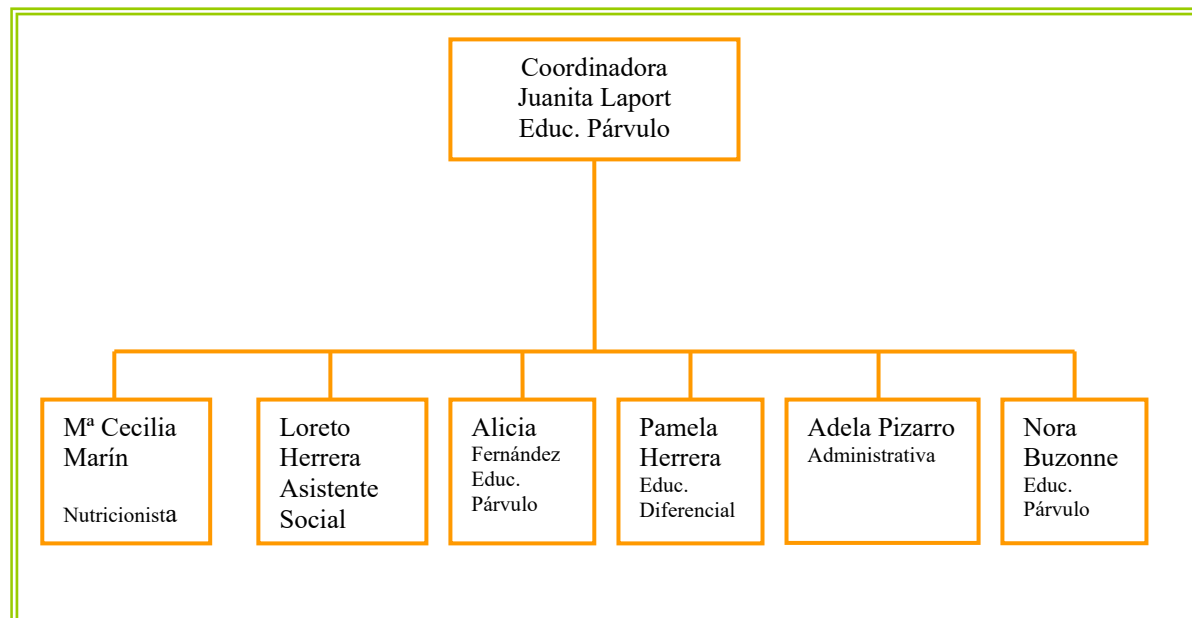 Coordinadora
Juanita Laport
Educ. Párvulo
Mª Cecilia
Marín
Nutricionista
Loreto
Herrera
Asistente
Social
Alicia
Fernández
Educ.
Párvulo
Pamela
Herrera
Educ.
Diferencial
Adela Pizarro
Administrativa
Nora
Buzonne
Educ.
Párvulo